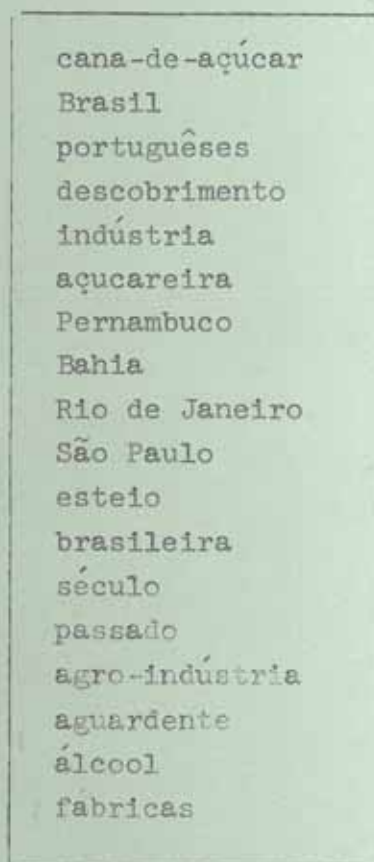 cana-de-açúcar
Brasil
portuguêses
descobrimento
indústria
açucareira
Pernambuco
Bahia
Rio de Janeiro
São Paulo
esteio
brasileira
século
passado
agro-indústria
aguardente
álcool
fábricas